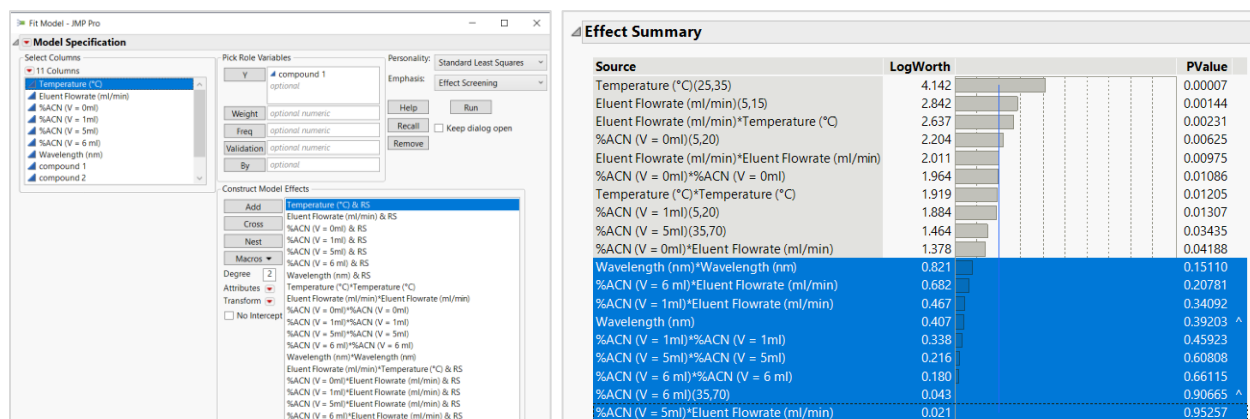 Fit Model - JMP Pro
Model Specification
Select Columns
11 Columns
Temperature (°C)
Eluent Flowrate (ml/min)
%ACN (V = 0ml)
%ACN (V = 1ml)
%ACN (V = 5ml)
%ACN (V = 6 ml)
Wavelength (nm)
compound 1
compound 2
Pick Role Variables
Y
compound 1
optional
Weight optional numeric
Freq optional numeric
Validation optional numeric
By optional
Personality: Standard Least Squares
Emphasis: Effect Screening
Help Run
Recall Keep dialog open
Remove
Construct Model Effects
Add
Cross
Nest
Macros
Degree 2
Attributes
Transform
No Intercept
Temperature (°C) & RS
Eluent Flowrate (ml/min) & RS
%ACN (V = 0ml) & RS
%ACN (V = 1ml) & RS
%ACN (V = 5ml) & RS
%ACN (V = 6 ml) & RS
Wavelength (nm) & RS
Temperature (°C)*Temperature (°C)
Eluent Flowrate (ml/min)*Eluent Flowrate (ml/min)
%ACN (V = 0ml)*%ACN (V = 0ml)
%ACN (V = 1ml)*%ACN (V = 1ml)
%ACN (V = 5ml)*%ACN (V = 5ml)
%ACN (V = 6 ml)*%ACN (V = 6 ml)
Wavelength (nm)*Wavelength (nm)
Eluent Flowrate (ml/min)*Temperature (°C) & RS
%ACN (V = 0ml)*Eluent Flowrate (ml/min) & RS
%ACN (V = 1ml)*Eluent Flowrate (ml/min) & RS
%ACN (V = 5ml)*Eluent Flowrate (ml/min) & RS
%ACN (V = 6 ml)*Eluent Flowrate (ml/min) & RS
Effect Summary
Source LogWorth PValue
Temperature (°C)(25,35) 4.142 0.00007
Eluent Flowrate (ml/min)(5,15) 2.842 0.00144
Eluent Flowrate (ml/min)*Temperature (°C) 2.637 0.00231
%ACN (V = 0ml)(5,20) 2.204 0.00625
Eluent Flowrate (ml/min)*Eluent Flowrate (ml/min) 2.011 0.00975
%ACN (V = 0ml)*%ACN (V = 0ml) 1.964 0.01086
Temperature (°C)*Temperature (°C) 1.919 0.01205
%ACN (V = 1ml)(5,20) 1.884 0.01307
%ACN (V = 5ml)(35,70) 1.464 0.03435
%ACN (V = 0ml)*Eluent Flowrate (ml/min) 1.378 0.04188
Wavelength (nm)*Wavelength (nm) 0.821 0.15110
%ACN (V = 6 ml)*Eluent Flowrate (ml/min) 0.682 0.20781
%ACN (V = 1ml)*Eluent Flowrate (ml/min) 0.467 0.34092
Wavelength (nm) 0.407 0.39203 ^
%ACN (V = 1ml)*%ACN (V = 1ml) 0.338 0.45923
%ACN (V = 5ml)*%ACN (V = 5ml) 0.216 0.60808
%ACN (V = 6 ml)*%ACN (V = 6 ml) 0.180 0.66115
%ACN (V = 6 ml)(35,70) 0.043 0.90665 ^
%ACN (V = 5ml)*Eluent Flowrate (ml/min) 0.021 0.95257